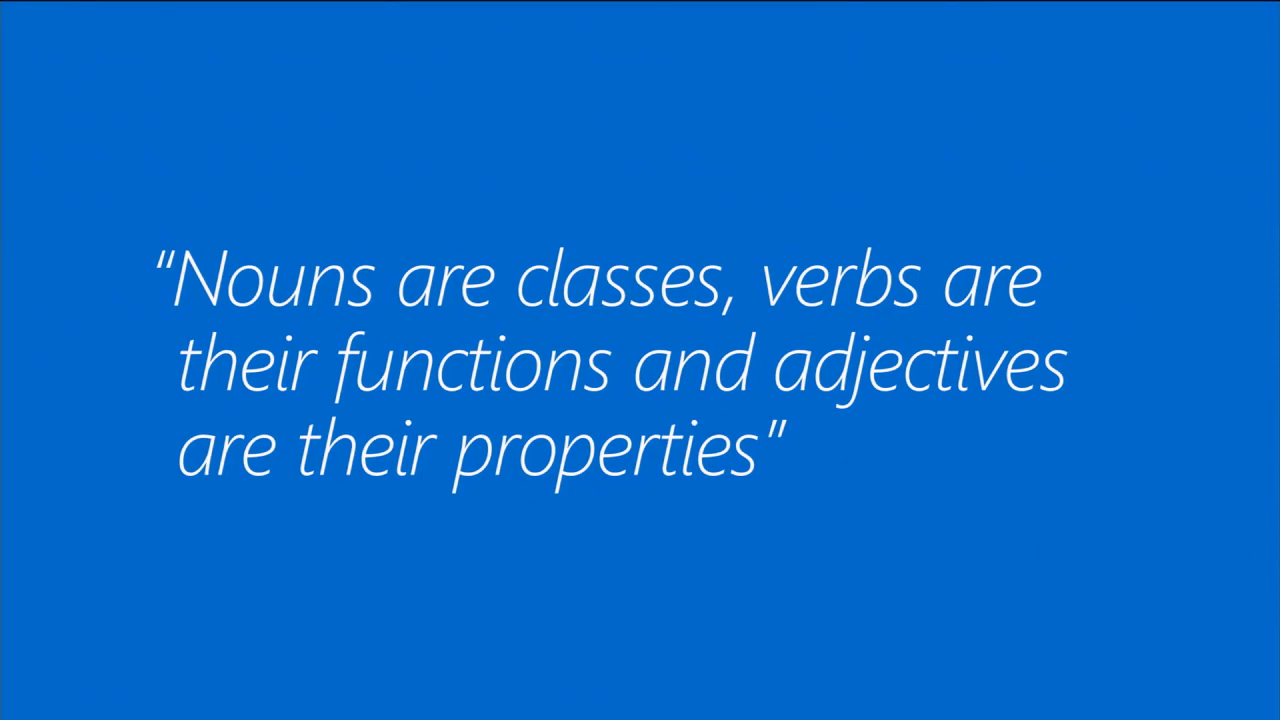 “Nouns are classes, verbs are
their functions and adjectives
are their properties”